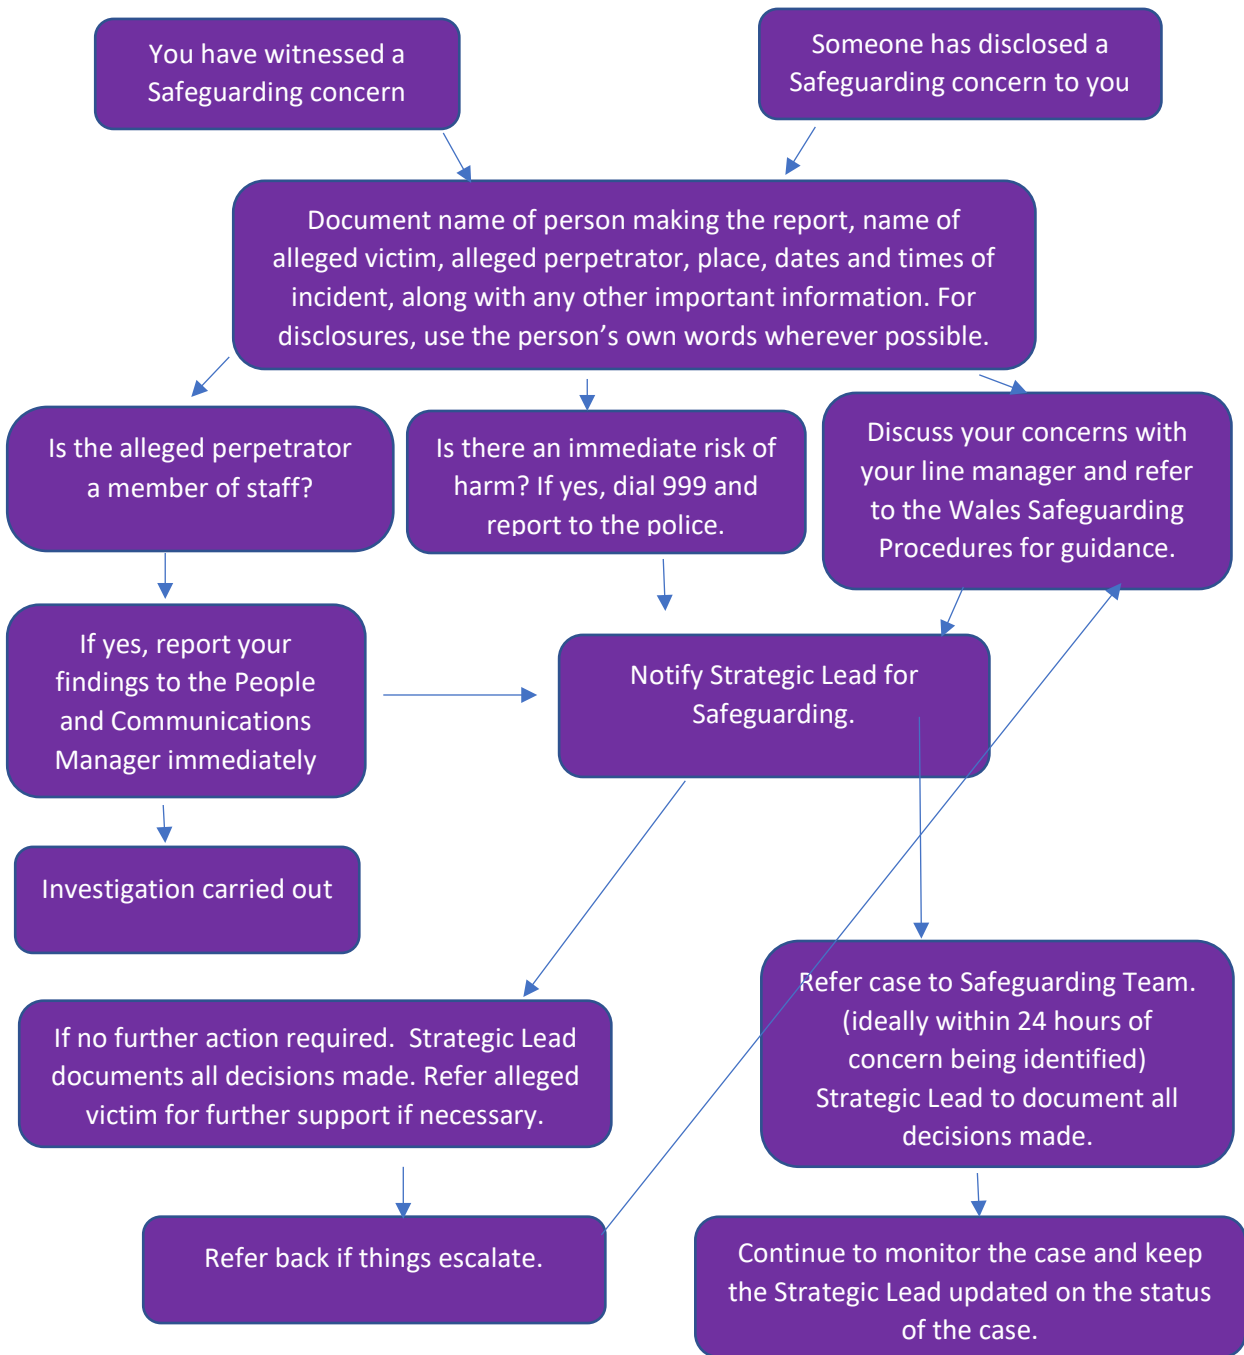 You have witnessed a
Safeguarding concern
Someone has disclosed a
Safeguarding concern to you
Document name of person making the report, name of
alleged victim, alleged perpetrator, place, dates and times of
incident, along with any other important information. For
disclosures, use the person’s own words wherever possible.
Is the alleged perpetrator
a member of staff?
Is there an immediate risk of
harm? If yes, dial 999 and
report to the police.
Discuss your concerns with
your line manager and refer
to the Wales Safeguarding
Procedures for guidance.
If yes, report your
findings to the People
and Communications
Manager immediately
Notify Strategic Lead for
Safeguarding.
Investigation carried out
If no further action required. Strategic Lead
documents all decisions made. Refer alleged
victim for further support if necessary.
Refer case to Safeguarding Team.
(ideally within 24 hours of
concern being identified)
Strategic Lead to document all
decisions made.
Refer back if things escalate.
Continue to monitor the case and keep
the Strategic Lead updated on the status
of the case.